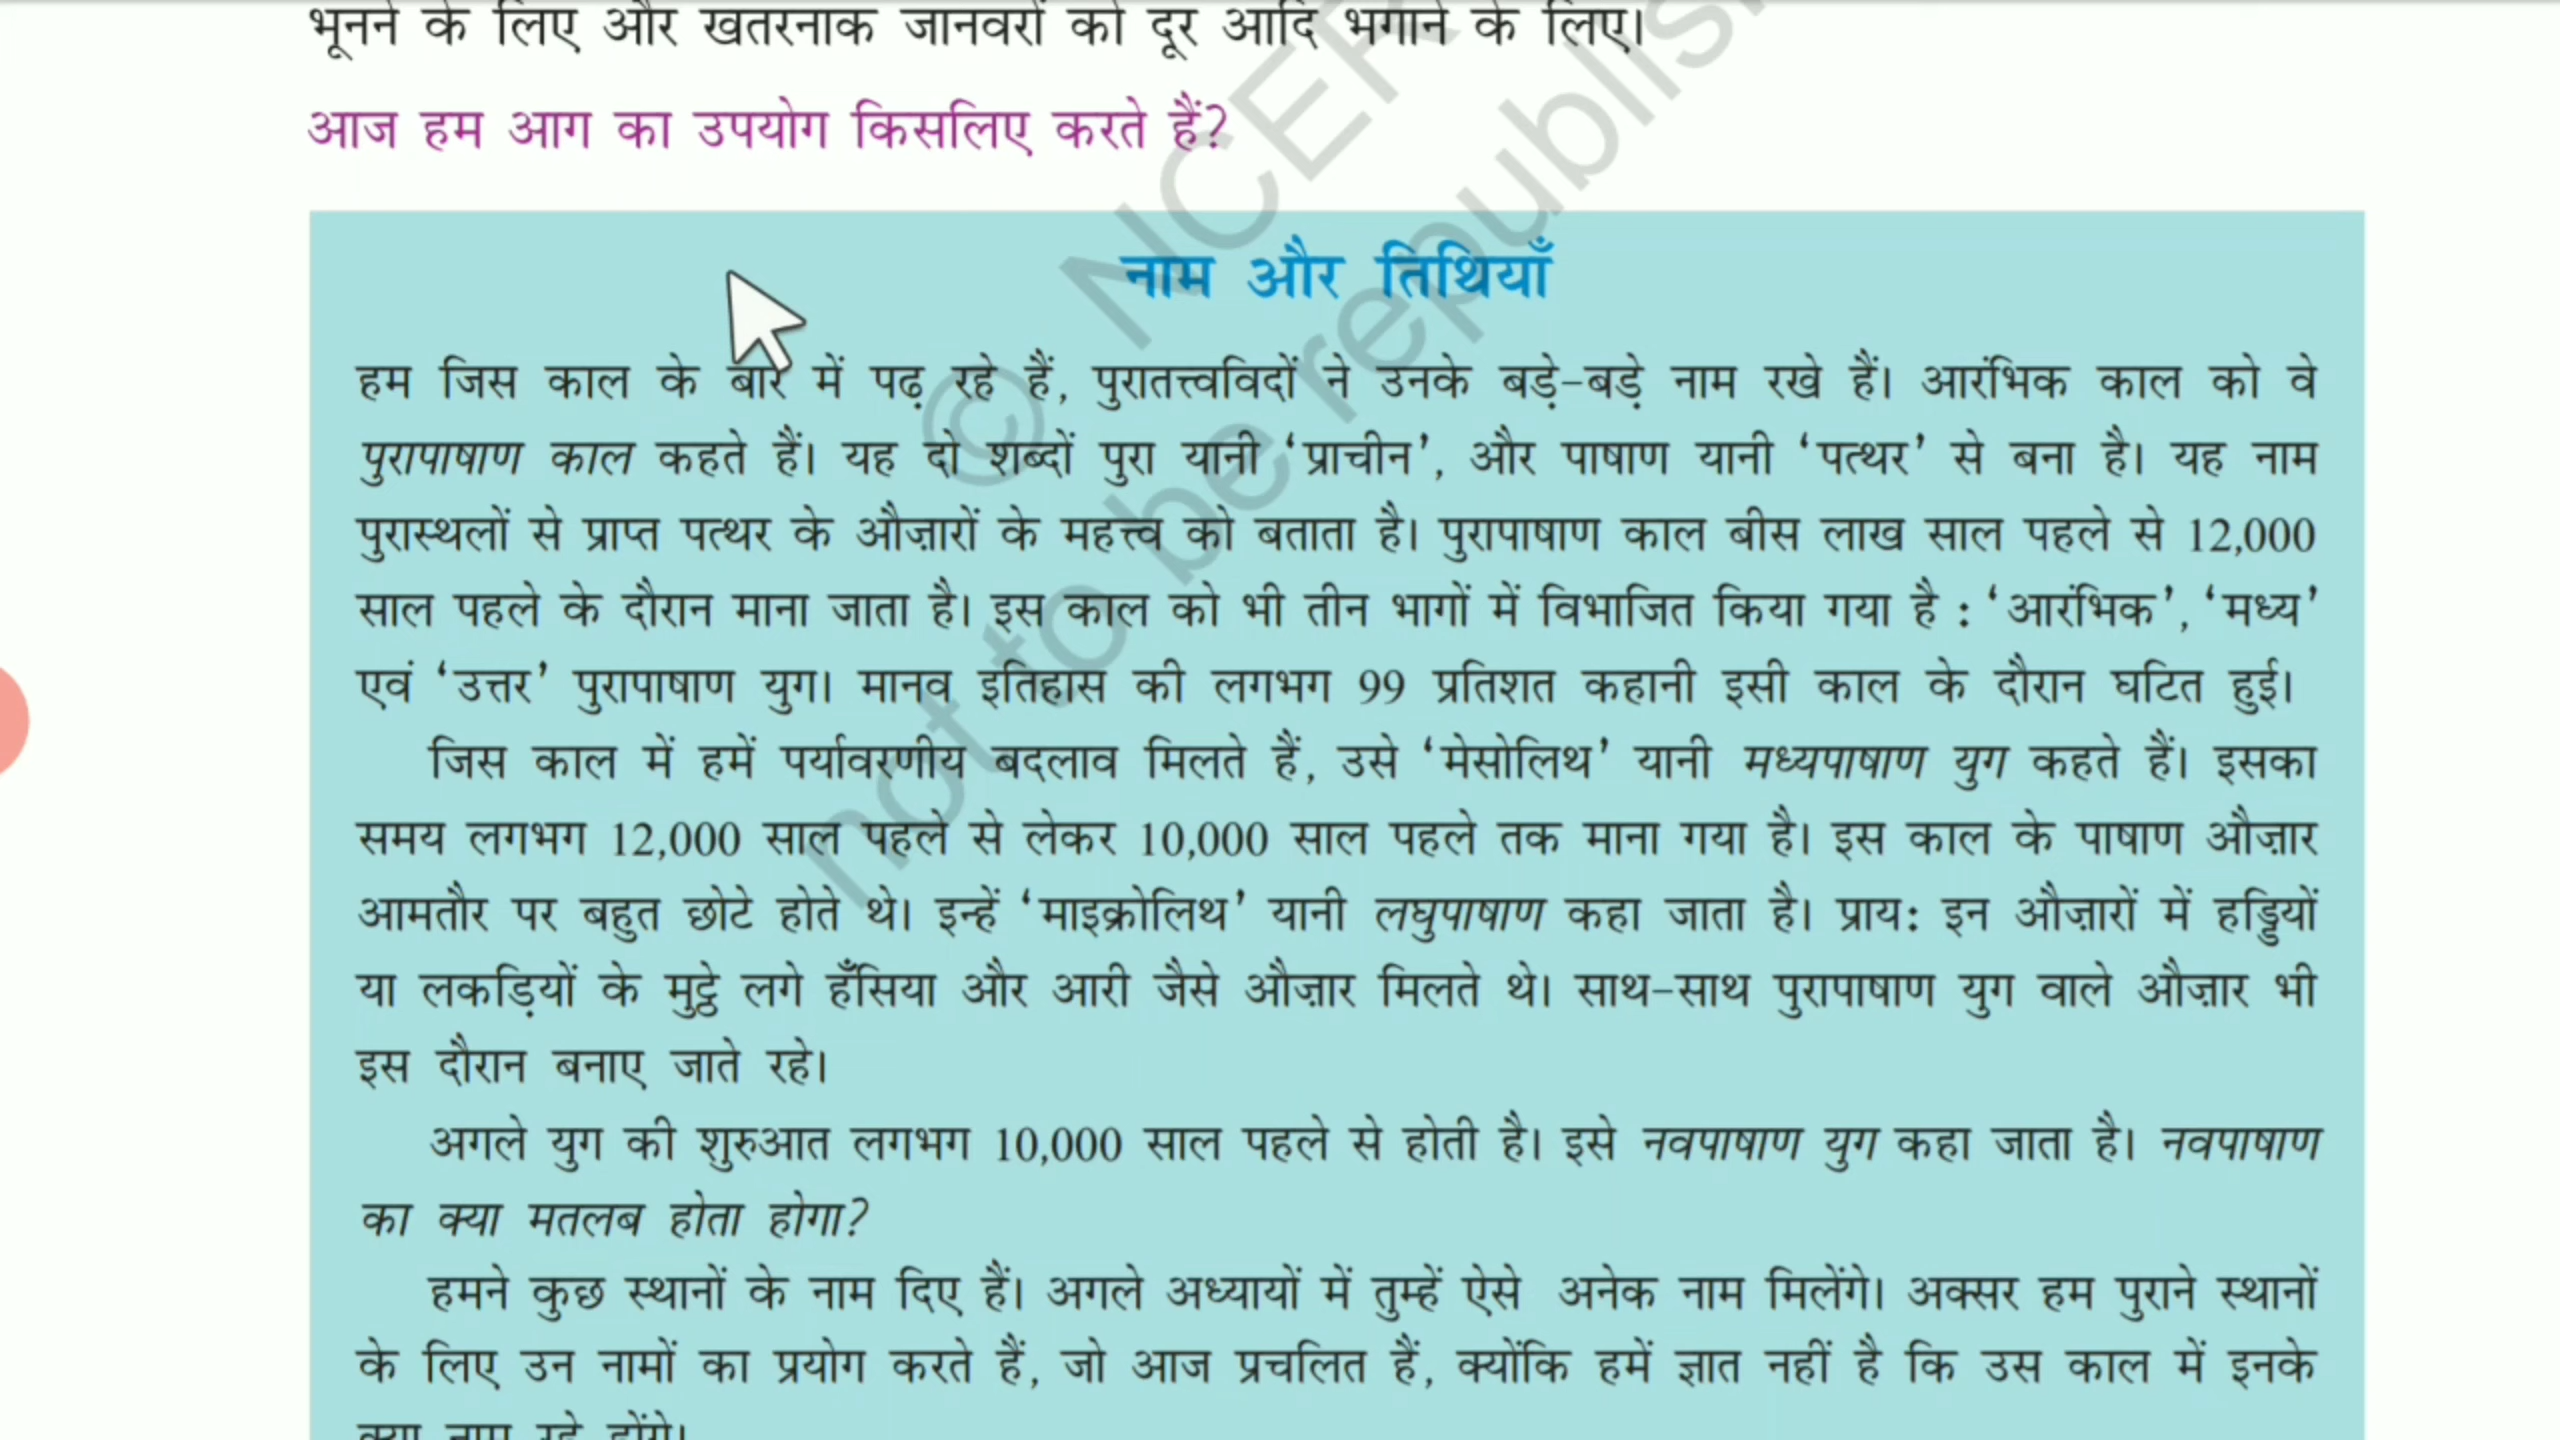 भूनने के लिए और खतरनाक जानवरों को दूर आदि भगाने के लिए।
आज हम आग का उपयोग किसलिए करते हैं?
नाम और तिथियाँ
हम जिस काल के बारे में पढ़ रहे हैं, पुरातत्त्वविदों ने उनके बड़े-बड़े नाम रखे हैं। आरंभिक काल को वे
पुरापाषाण काल कहते हैं। यह दो शब्दों पुरा यानी ‘प्राचीन’, और पाषाण यानी ‘पत्थर’ से बना है। यह नाम
पुरास्थलों से प्राप्त पत्थर के औज़ारों के महत्त्व को बताता है। पुरापाषाण काल बीस लाख साल पहले से 12,000
साल पहले के दौरान माना जाता है। इस काल को भी तीन भागों में विभाजित किया गया है : ‘आरंभिक’, ‘मध्य’
एवं ‘उत्तर’ पुरापाषाण युग। मानव इतिहास की लगभग 99 प्रतिशत कहानी इसी काल के दौरान घटित हुई।
जिस काल में हमें पर्यावरणीय बदलाव मिलते हैं, उसे ‘मेसोलिथ’ यानी मध्यपाषाण युग कहते हैं। इसका
समय लगभग 12,000 साल पहले से लेकर 10,000 साल पहले तक माना गया है। इस काल के पाषाण औज़ार
आमतौर पर बहुत छोटे होते थे। इन्हें ‘माइक्रोलिथ’ यानी लघुपाषाण कहा जाता है। प्राय: इन औज़ारों में हड्डियों
या लकड़ियों के मुट्ठे लगे हँसिया और आरी जैसे औज़ार मिलते थे। साथ-साथ पुरापाषाण युग वाले औज़ार भी
इस दौरान बनाए जाते रहे।
अगले युग की शुरुआत लगभग 10,000 साल पहले से होती है। इसे नवपाषाण युग कहा जाता है। नवपाषाण
का क्या मतलब होता होगा?
हमने कुछ स्थानों के नाम दिए हैं। अगले अध्यायों में तुम्हें ऐसे अनेक नाम मिलेंगे। अक्सर हम पुराने स्थानों
के लिए उन नामों का प्रयोग करते हैं, जो आज प्रचलित हैं, क्योंकि हमें ज्ञात नहीं है कि उस काल में इनके
क्या नाम रहे होंगे।
© NCER
not to be republis